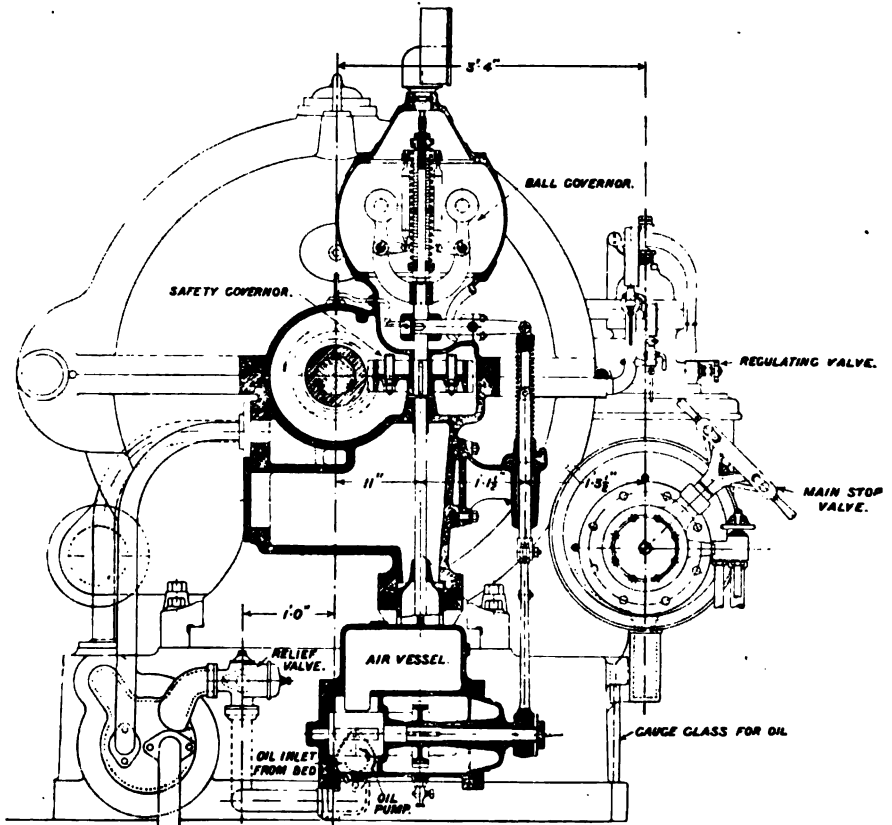 3'·4"
BALL GOVERNOR.
SAFETY GOVERNOR.
REGULATING VALVE.
11"
1'·1½"
1'·3½"
MAIN STOP
VALVE.
1'·0"
RELIEF
VALVE.
AIR VESSEL.
GAUGE GLASS FOR OIL
OIL INLET
FROM BED
OIL
PUMP.